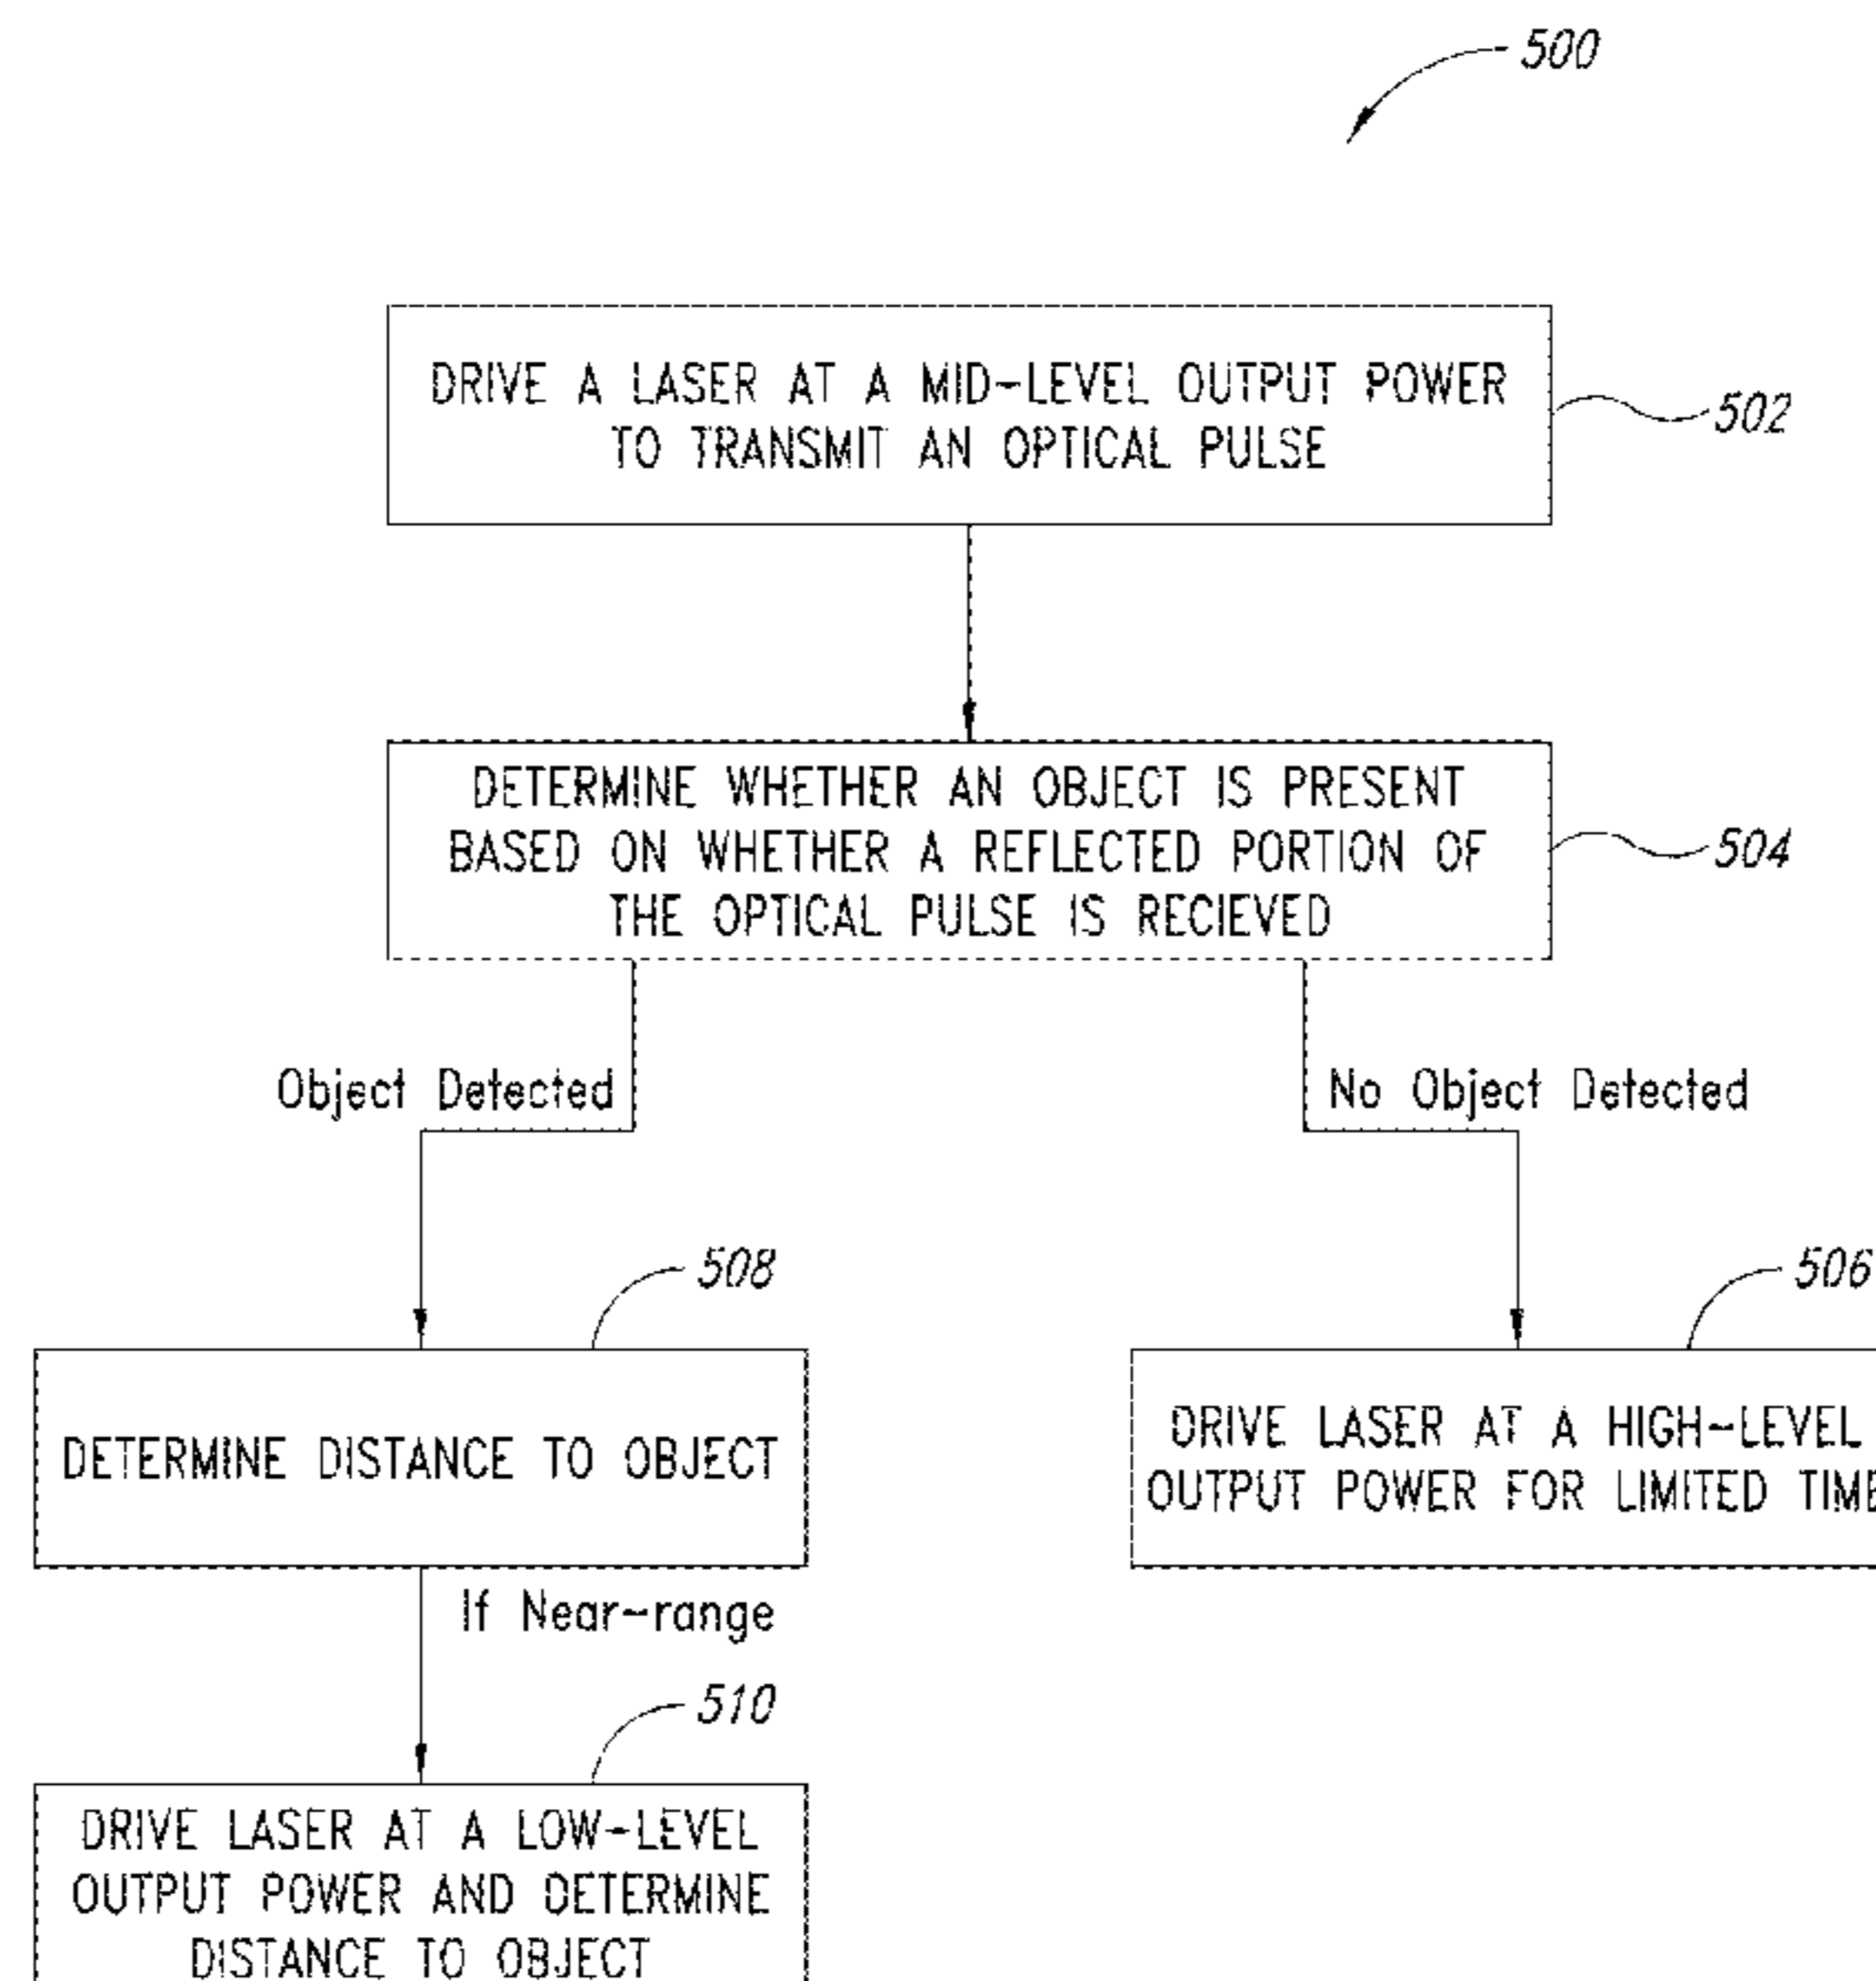 500
DRIVE A LASER AT A MID-LEVEL OUTPUT POWER
TO TRANSMIT AN OPTICAL PULSE
502
DETERMINE WHETHER AN OBJECT IS PRESENT
BASED ON WHETHER A REFLECTED PORTION OF
THE OPTICAL PULSE IS RECIEVED
504
Object Detected
No Object Detected
508
506
DETERMINE DISTANCE TO OBJECT
DRIVE LASER AT A HIGH-LEVEL
OUTPUT POWER FOR LIMITED TIME
If Near-range
510
DRIVE LASER AT A LOW-LEVEL
OUTPUT POWER AND DETERMINE
DISTANCE TO OBJECT